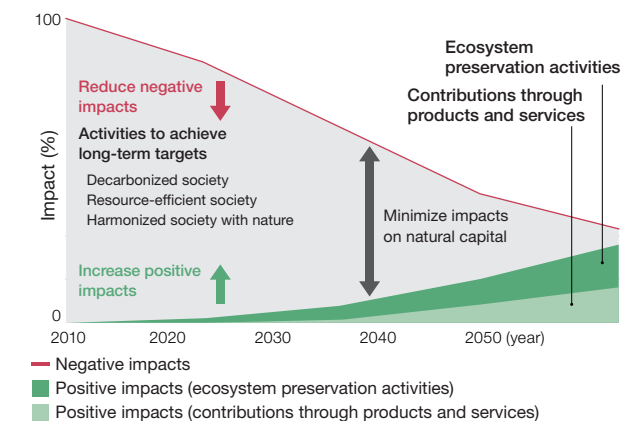 100
Impact (%)
0
Ecosystem
preservation activities
Contributions through
products and services
Reduce negative
impacts
Activities to achieve
long-term targets
Decarbonized society
Resource-efficient society
Harmonized society with nature
Minimize impacts
on natural capital
Increase positive
impacts
2010 2020 2030 2040 2050 (year)
Negative impacts
Positive impacts (ecosystem preservation activities)
Positive impacts (contributions through products and services)